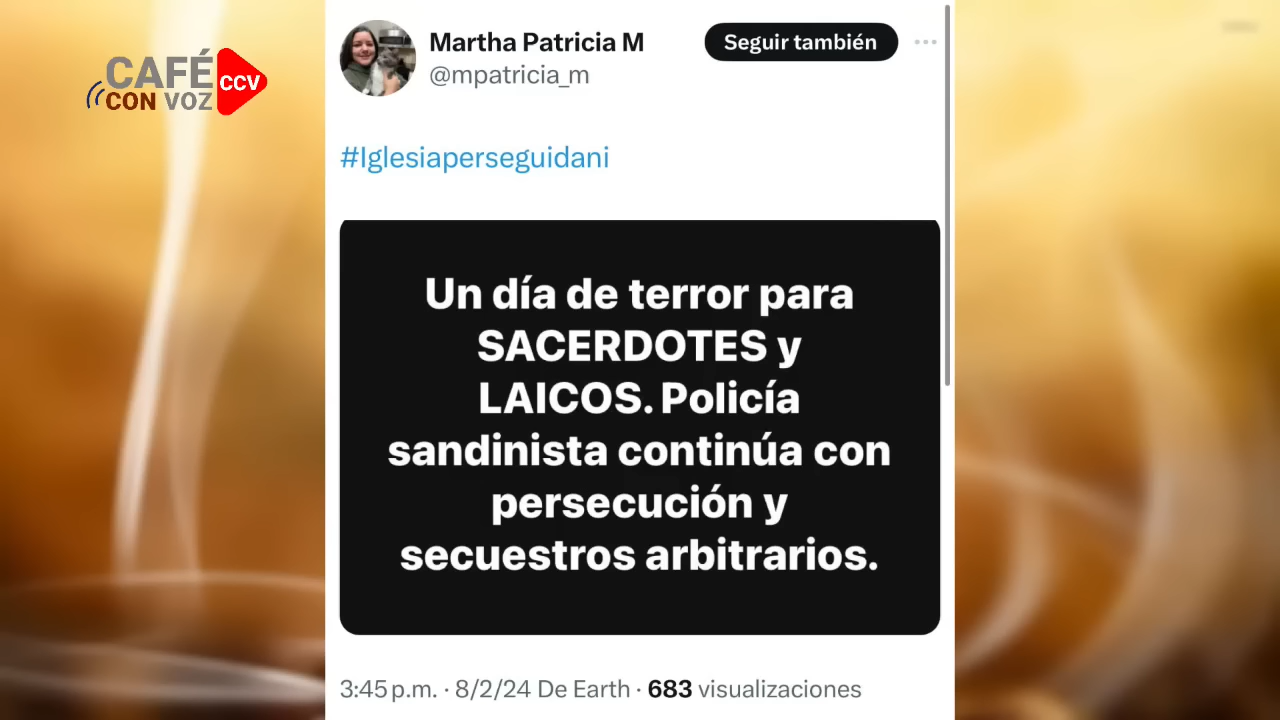 CAFÉ
CON VOZ
CCV
Martha Patricia M
@mpatricia_m
Seguir también
#Iglesiaperseguidani
Un día de terror para
SACERDOTES y
LAICOS. Policía
sandinista continúa con
persecución y
secuestros arbitrarios.
3:45 p.m. · 8/2/24 De Earth · 683 visualizaciones